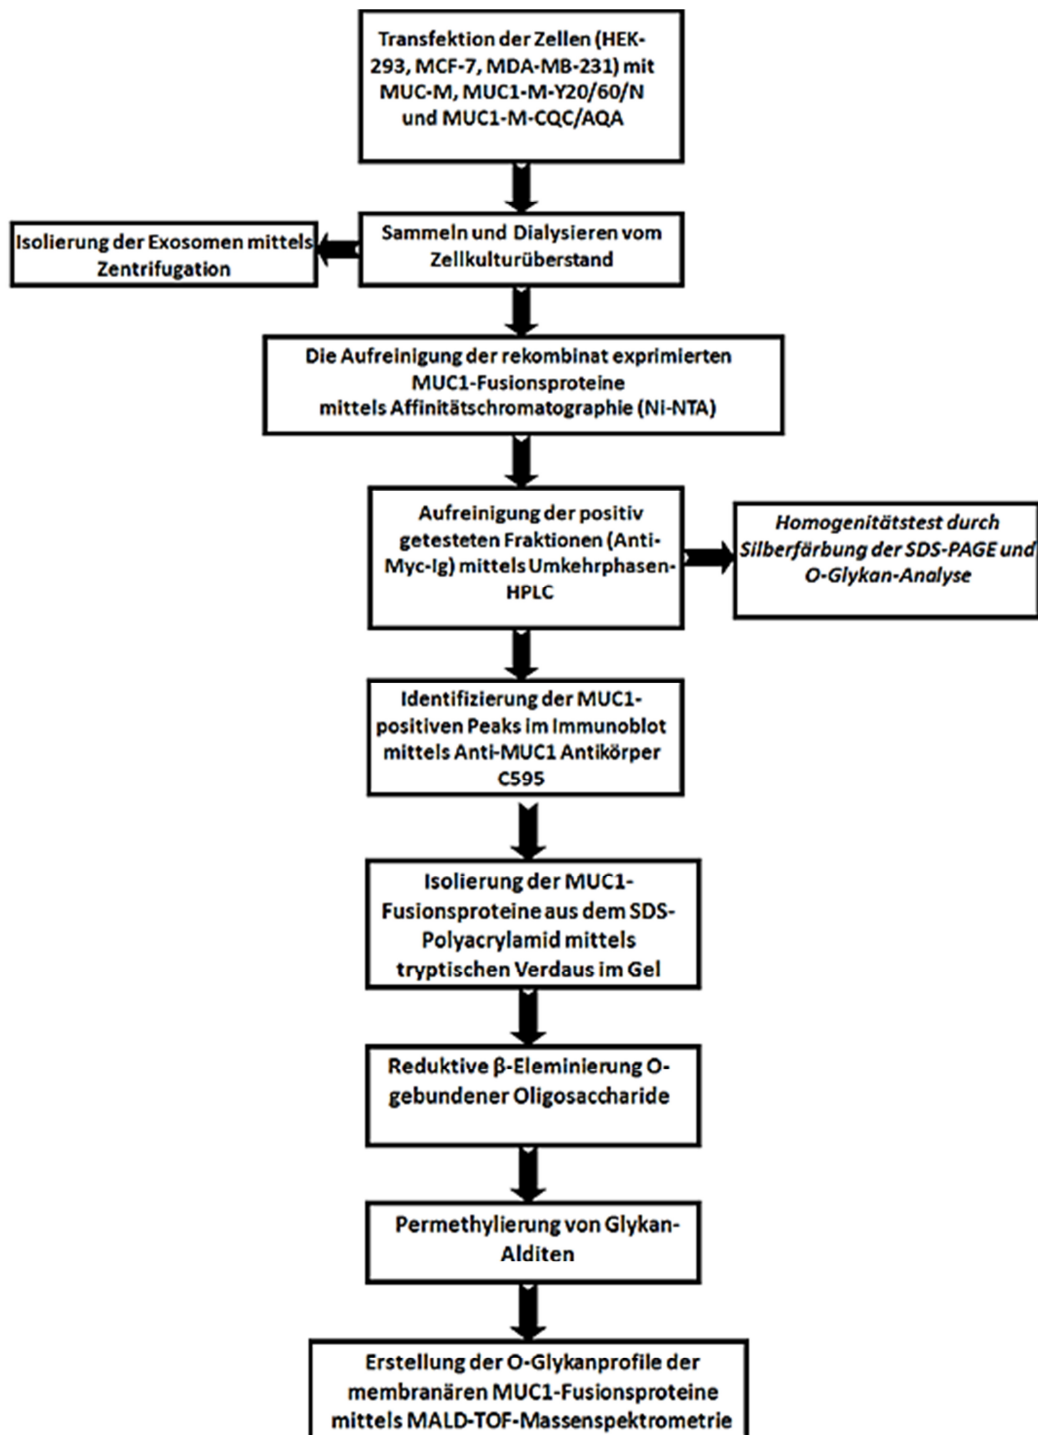 Transfektion der Zellen (HEK-
293, MCF-7, MDA-MB-231) mit
MUC-M, MUC1-M-Y20/60/N
und MUC1-M-CQC/AQA
Isolierung der Exosomen mittels
Zentrifugation
Sammeln und Dialysieren vom
Zellkulturüberstand
Die Aufreinigung der rekombinat exprimierten
MUC1-Fusionsproteine
mittels Affinitätschromatographie (Ni-NTA)
Aufreinigung der positiv
getesteten Fraktionen (Anti-
Myc-Ig) mittels Umkehrphasen-
HPLC
Homogenitätstest durch
Silberfärbung der SDS-PAGE und
O-Glykan-Analyse
Identifizierung der MUC1-
positiven Peaks im Immunoblot
mittels Anti-MUC1 Antikörper
C595
Isolierung der MUC1-
Fusionsproteine aus dem SDS-
Polyacrylamid mittels
tryptischen Verdaus im Gel
Reduktive β-Eleminierung O-
gebundener Oligosaccharide
Permethylierung von Glykan-
Alditen
Erstellung der O-Glykanprofile der
membranären MUC1-Fusionsproteine
mittels MALD-TOF-Massenspektrometrie